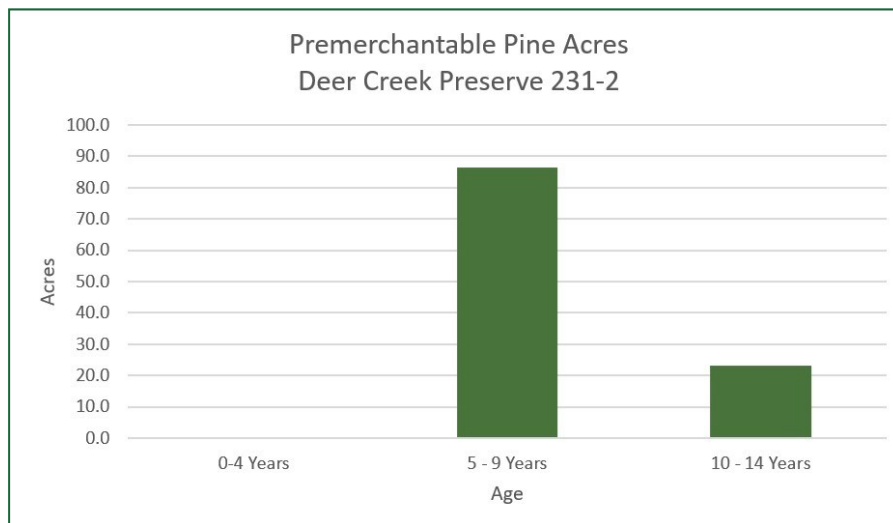 Premerchantable Pine Acres
Deer Creek Preserve 231-2
100.0
90.0
80.0
70.0
60.0
50.0
40.0
30.0
20.0
10.0
0.0
Acres
0-4 Years
5 - 9 Years
10 - 14 Years
Age